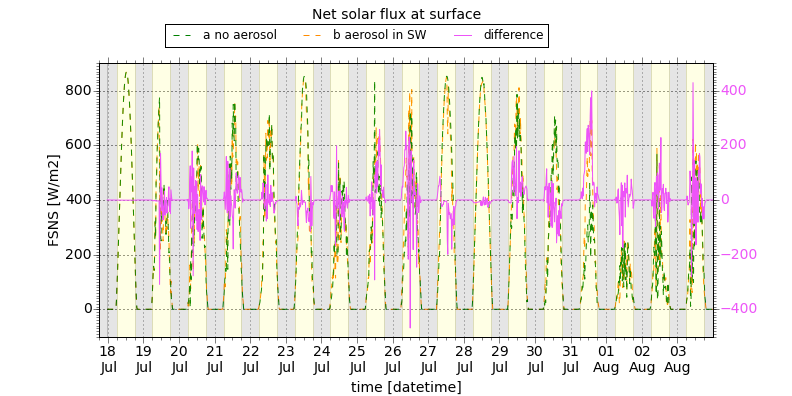 Net solar flux at surface
a no aerosol b aerosol in SW difference
800 400
600 200
400 0
200 −200
0 −400
FSNS [W/m2]
18 19 20 21 22 23 24 25 26 27 28 29 30 31 01 02 03
Jul Jul Jul Jul Jul Jul Jul Jul Jul Jul Jul Jul Jul Jul Aug Aug Aug
time [datetime]